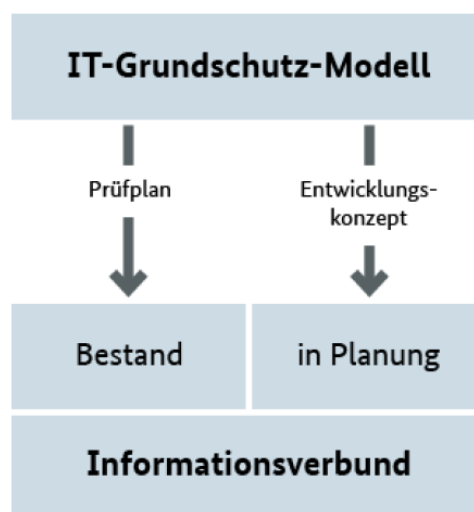 IT-Grundschutz-Modell
Prüfplan
Entwicklungs-
konzept
Bestand
in Planung
Informationsverbund